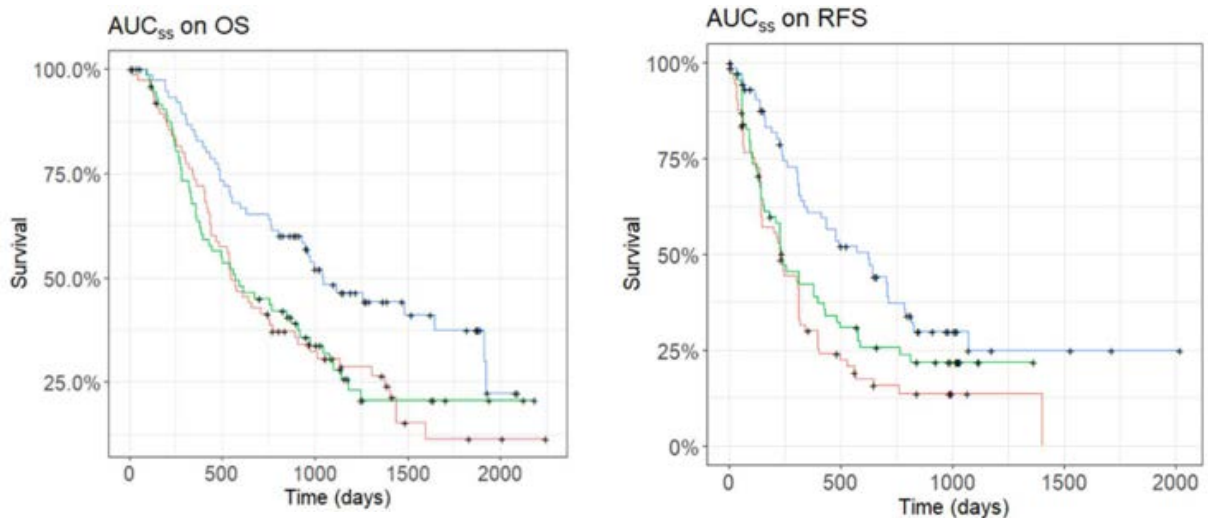 AUCss on OS
100.0%
75.0%
50.0%
25.0%
Survival
0 500 1000 1500 2000
Time (days)
AUCss on RFS
100%
75%
50%
25%
0%
Survival
0 500 1000 1500 2000
Time (days)